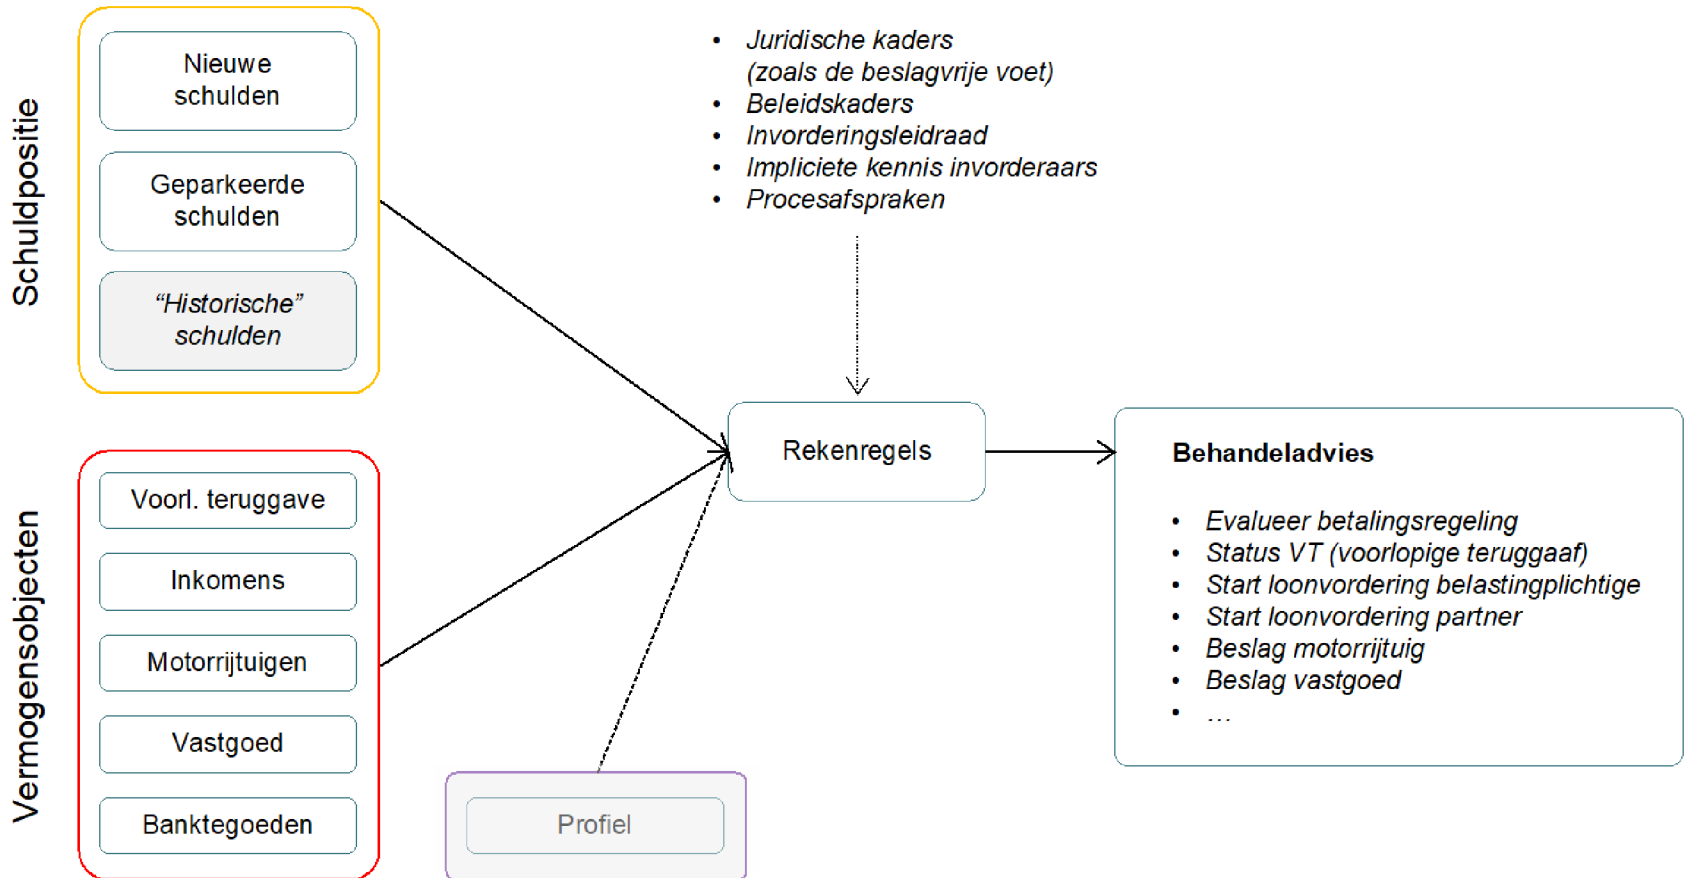 Schuldpositie
Nieuwe
schulden
Geparkeerde
schulden
“Historische”
schulden
Vermogensobjecten
Voorl. teruggave
Inkomens
Motorrijtuigen
Vastgoed
Banktegoeden
Profiel
• Juridische kaders
(zoals de beslagvrije voet)
• Beleidskaders
• Invorderingsleidraad
• Impliciete kennis invorderaars
• Procesafspraken
Rekenregels
Behandeladvies
• Evalueer betalingsregeling
• Status VT (voorlopige teruggaaf)
• Start loonvordering belastingplichtige
• Start loonvordering partner
• Beslag motorrijtuig
• Beslag vastgoed
• …